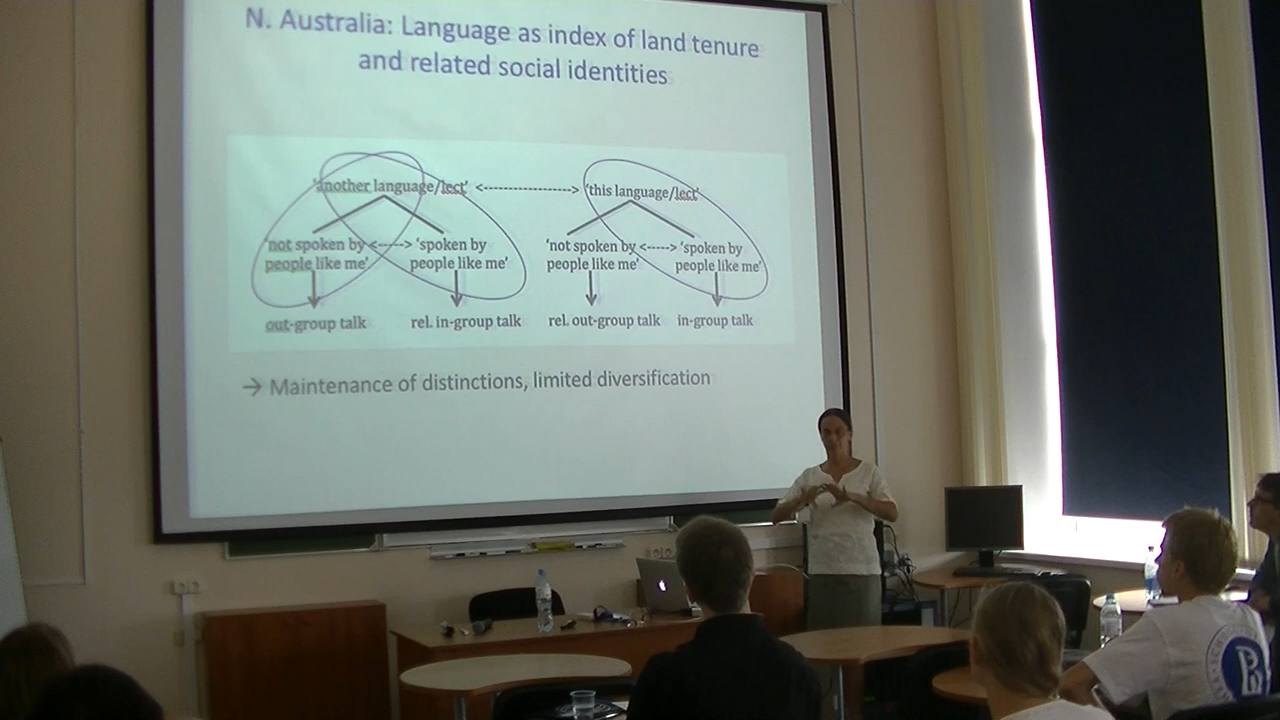 N. Australia: Language as index of land tenure
and related social identities
'another language/lect' <------------------> 'this language/lect'
'not spoken by <-----> 'spoken by 'not spoken by <-----> 'spoken by
people like me' people like me' people like me' people like me'
out-group talk rel. in-group talk rel. out-group talk in-group talk
→ Maintenance of distinctions, limited diversification